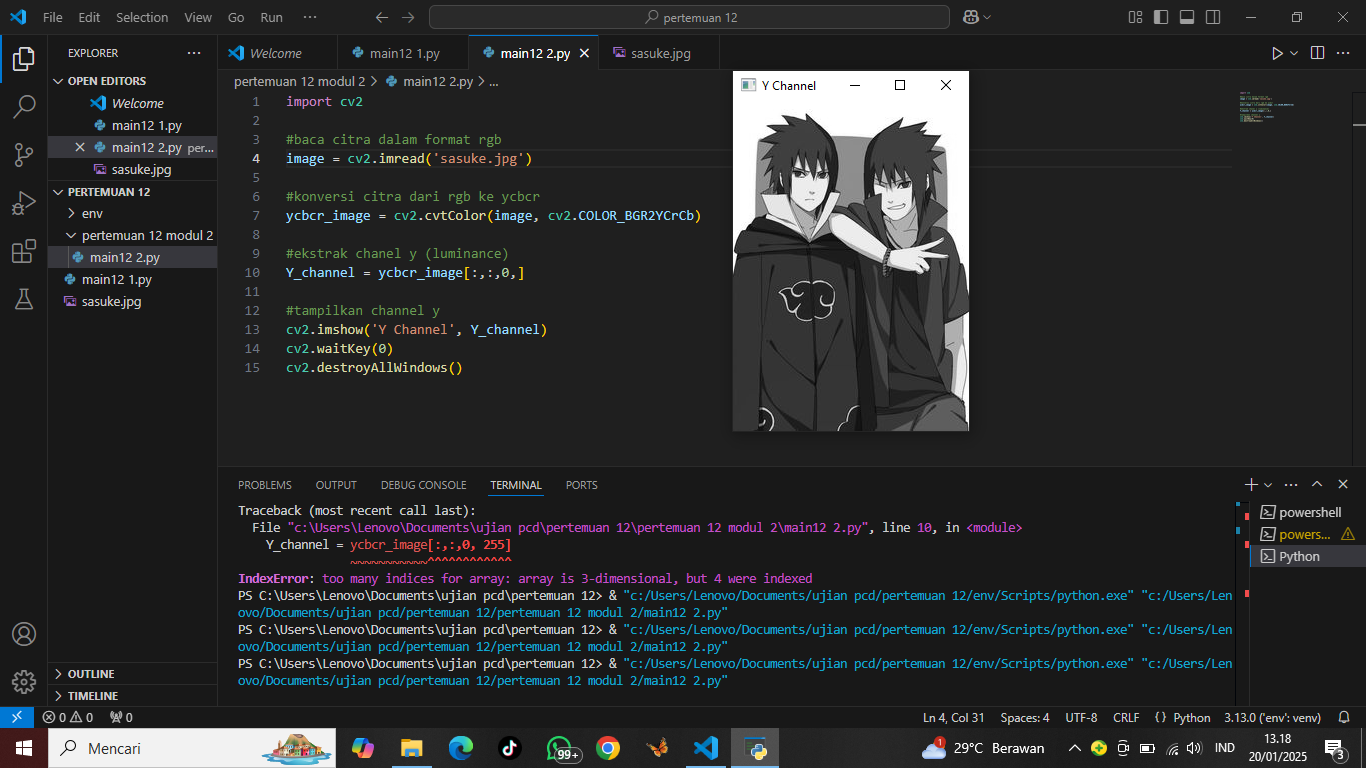 File Edit Selection View Go Run ··· pertemuan 12
EXPLORER ···
OPEN EDITORS
Welcome
main12 1.py
main12 2.py per...
sasuke.jpg
PERTEMUAN 12
env
pertemuan 12 modul 2
main12 2.py
main12 1.py
sasuke.jpg
OUTLINE
TIMELINE
Welcome main12 1.py main12 2.py sasuke.jpg
pertemuan 12 modul 2 > main12 2.py > ...
1 import cv2
2
3 #baca citra dalam format rgb
4 image = cv2.imread('sasuke.jpg')
5
6 #konversi citra dari rgb ke ycbcr
7 ycbcr_image = cv2.cvtColor(image, cv2.COLOR_BGR2YCrCb)
8
9 #ekstrak chanel y (luminance)
10 Y_channel = ycbcr_image[:,:,0,]
11
12 #tampilkan channel y
13 cv2.imshow('Y Channel', Y_channel)
14 cv2.waitKey(0)
15 cv2.destroyAllWindows()
Y Channel
PROBLEMS OUTPUT DEBUG CONSOLE TERMINAL PORTS
Traceback (most recent call last):
File "c:\Users\Lenovo\Documents\ujian pcd\pertemuan 12\pertemuan 12 modul 2\main12 2.py", line 10, in <module>
Y_channel = ycbcr_image[:,:,0, 255]
~~~~~~~~~~~^^^^^^^^^^^^
IndexError: too many indices for array: array is 3-dimensional, but 4 were indexed
PS C:\Users\Lenovo\Documents\ujian pcd\pertemuan 12> & "c:/Users/Lenovo/Documents/ujian pcd/pertemuan 12/env/Scripts/python.exe" "c:/Users/Len
ovo/Documents/ujian pcd/pertemuan 12/pertemuan 12 modul 2/main12 2.py"
PS C:\Users\Lenovo\Documents\ujian pcd\pertemuan 12> & "c:/Users/Lenovo/Documents/ujian pcd/pertemuan 12/env/Scripts/python.exe" "c:/Users/Len
ovo/Documents/ujian pcd/pertemuan 12/pertemuan 12 modul 2/main12 2.py"
PS C:\Users\Lenovo\Documents\ujian pcd\pertemuan 12> & "c:/Users/Lenovo/Documents/ujian pcd/pertemuan 12/env/Scripts/python.exe" "c:/Users/Len
ovo/Documents/ujian pcd/pertemuan 12/pertemuan 12 modul 2/main12 2.py"
powershell
powers...
Python
0 0 0 Ln 4, Col 31 Spaces: 4 UTF-8 CRLF {} Python 3.13.0 ('env': venv)
Mencari 99+ 1 29°C Berawan IND 13.18
20/01/2025 3